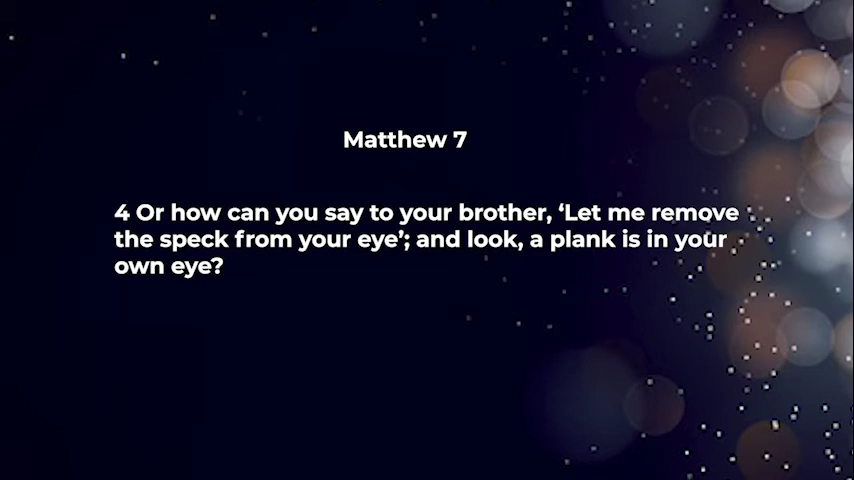 Matthew 7
4 Or how can you say to your brother, ‘Let me remove
the speck from your eye’; and look, a plank is in your
own eye?